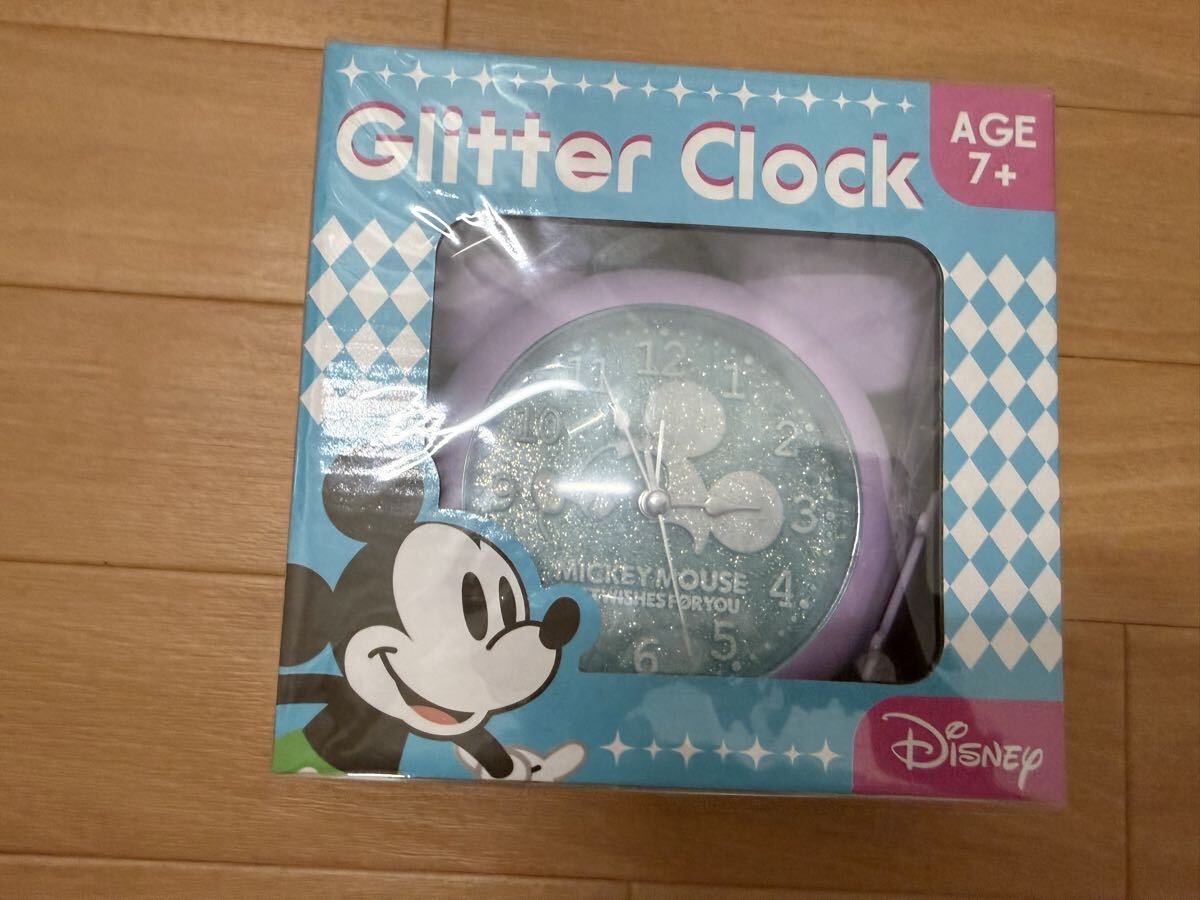 Glitter Clock
AGE
7+
12
11
1
10
2
9
3
4
MICKEY MOUSE
WISHES FOR YOU
5
6
Disney